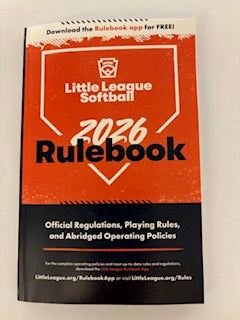 Download the Rulebook app for FREE!
Little League
Softball
2026
Rulebook
Official Regulations, Playing Rules,
and Abridged Operating Policies
For the complete operating policies and most up-to-date rules and regulations,
download the Little League Rulebook App
LittleLeague.org/RulebookApp or visit LittleLeague.org/Rules